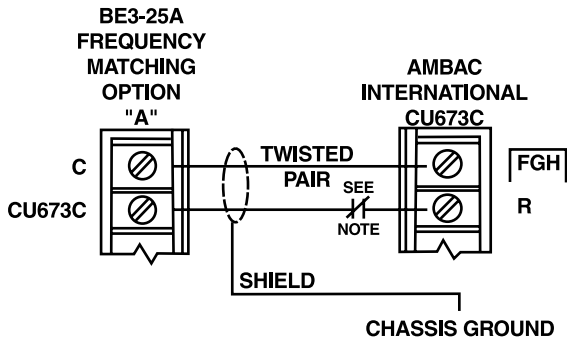 BE3-25A
FREQUENCY
MATCHING
OPTION
"A"
AMBAC
INTERNATIONAL
CU673C
C
TWISTED
PAIR
FGH
CU673C
SEE
NOTE
R
SHIELD
CHASSIS GROUND